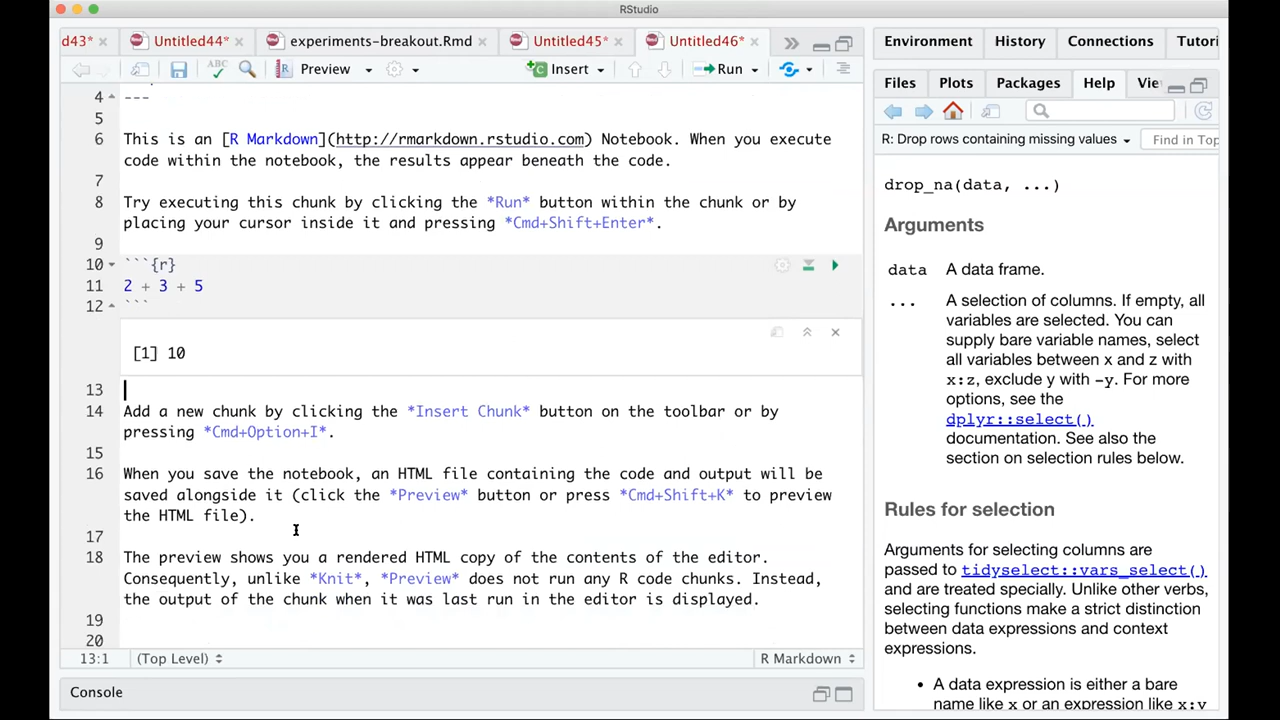 RStudio
d43* Untitled44* experiments-breakout.Rmd Untitled45* Untitled46*
ABC Preview Insert Run
4 ---
5
6 This is an [R Markdown](http://rmarkdown.rstudio.com) Notebook. When you execute
code within the notebook, the results appear beneath the code.
7
8 Try executing this chunk by clicking the *Run* button within the chunk or by
placing your cursor inside it and pressing *Cmd+Shift+Enter*.
9
10 ```{r}
11 2 + 3 + 5
12 ```
[1] 10
13
14 Add a new chunk by clicking the *Insert Chunk* button on the toolbar or by
pressing *Cmd+Option+I*.
15
16 When you save the notebook, an HTML file containing the code and output will be
saved alongside it (click the *Preview* button or press *Cmd+Shift+K* to preview
the HTML file).
17
18 The preview shows you a rendered HTML copy of the contents of the editor.
Consequently, unlike *Knit*, *Preview* does not run any R code chunks. Instead,
the output of the chunk when it was last run in the editor is displayed.
19
20
13:1 (Top Level) R Markdown
Console
Environment History Connections Tutori
Files Plots Packages Help Vie
R: Drop rows containing missing values Find in Top
drop_na(data, ...)
Arguments
data A data frame.
... A selection of columns. If empty, all
variables are selected. You can
supply bare variable names, select
all variables between x and z with
x:z, exclude y with -y. For more
options, see the
dplyr::select()
documentation. See also the
section on selection rules below.
Rules for selection
Arguments for selecting columns are
passed to tidyselect::vars_select()
and are treated specially. Unlike other verbs,
selecting functions make a strict distinction
between data expressions and context
expressions.
• A data expression is either a bare
name like x or an expression like x:y